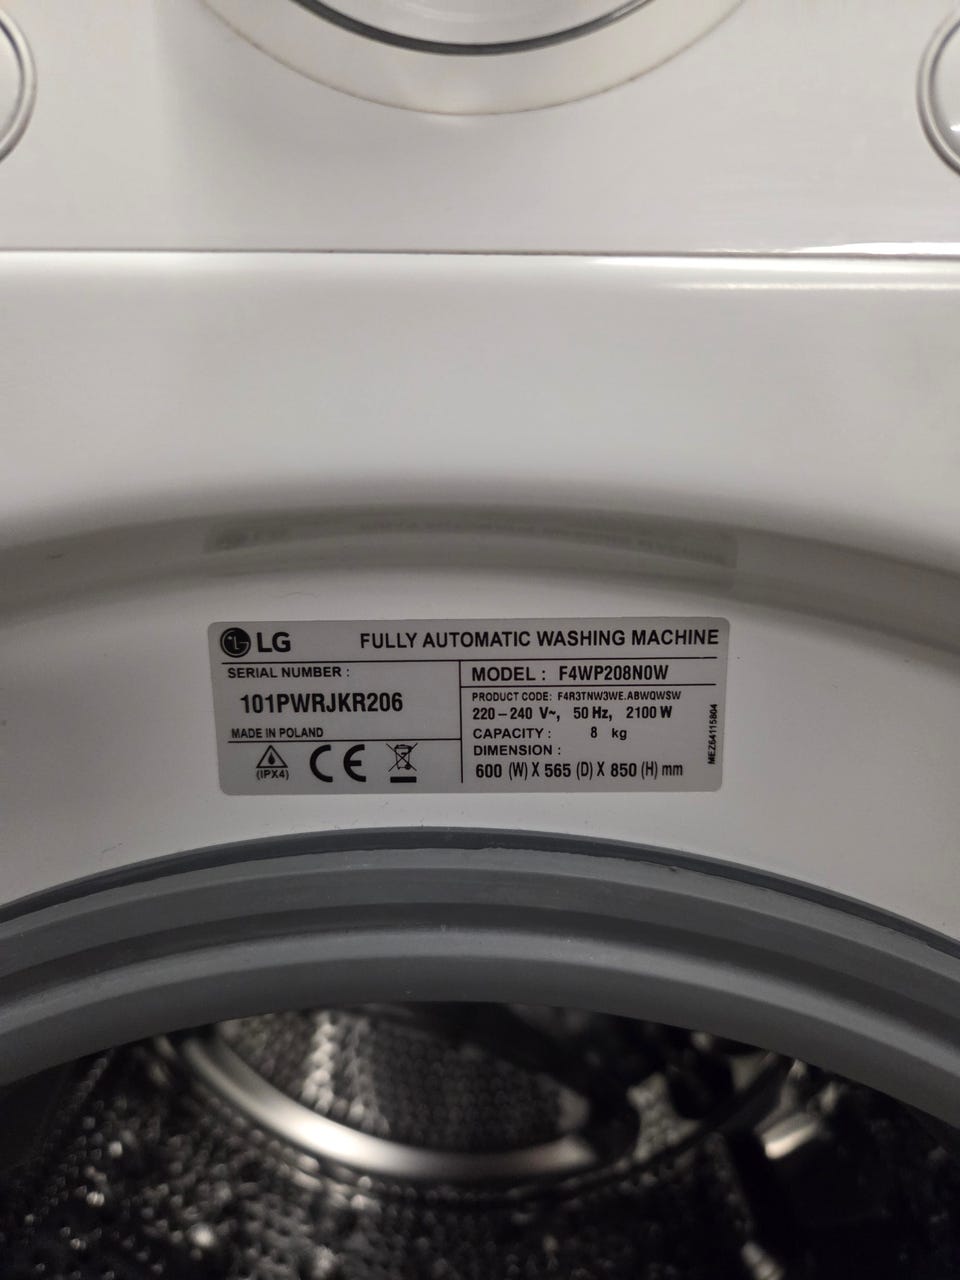 LG FULLY AUTOMATIC WASHING MACHINE
SERIAL NUMBER :
101PWRJKR206
MADE IN POLAND
(IPX4) CE
MODEL : F4WP208N0W
PRODUCT CODE: F4R3TNW3WE.ABWQWSW
220-240 V~, 50 Hz, 2100 W
CAPACITY : 8 kg
DIMENSION :
600 (W) X 565 (D) X 850 (H) mm
MEZ64115804